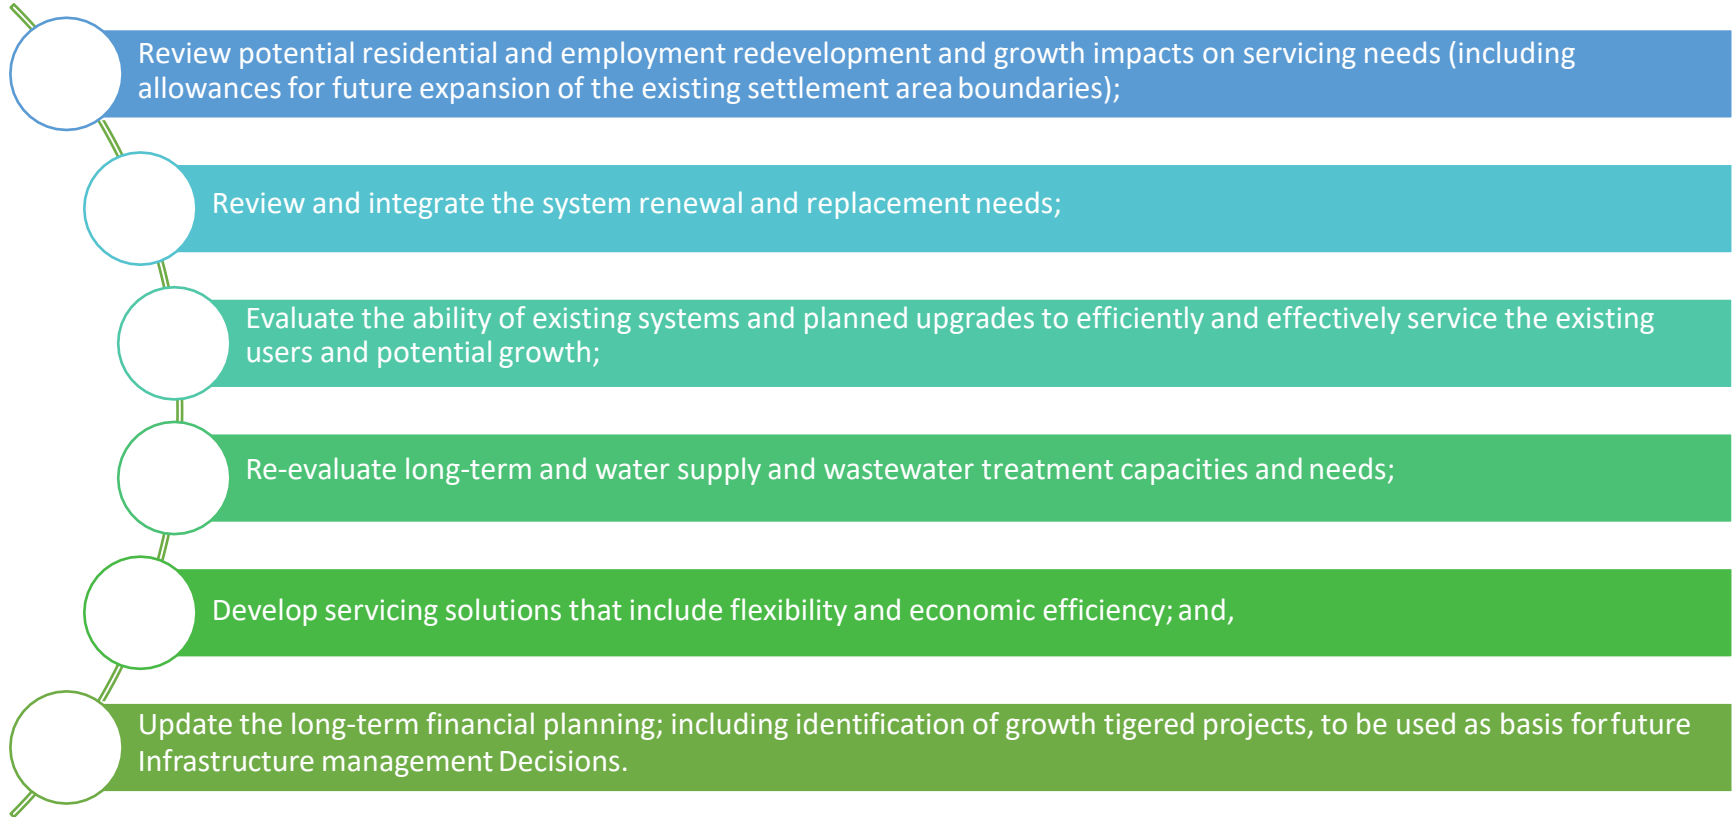 Review potential residential and employment redevelopment and growth impacts on servicing needs (including
allowances for future expansion of the existing settlement area boundaries);
Review and integrate the system renewal and replacement needs;
Evaluate the ability of existing systems and planned upgrades to efficiently and effectively service the existing
users and potential growth;
Re-evaluate long-term and water supply and wastewater treatment capacities and needs;
Develop servicing solutions that include flexibility and economic efficiency; and,
Update the long-term financial planning; including identification of growth tigered projects, to be used as basis for future
Infrastructure management Decisions.